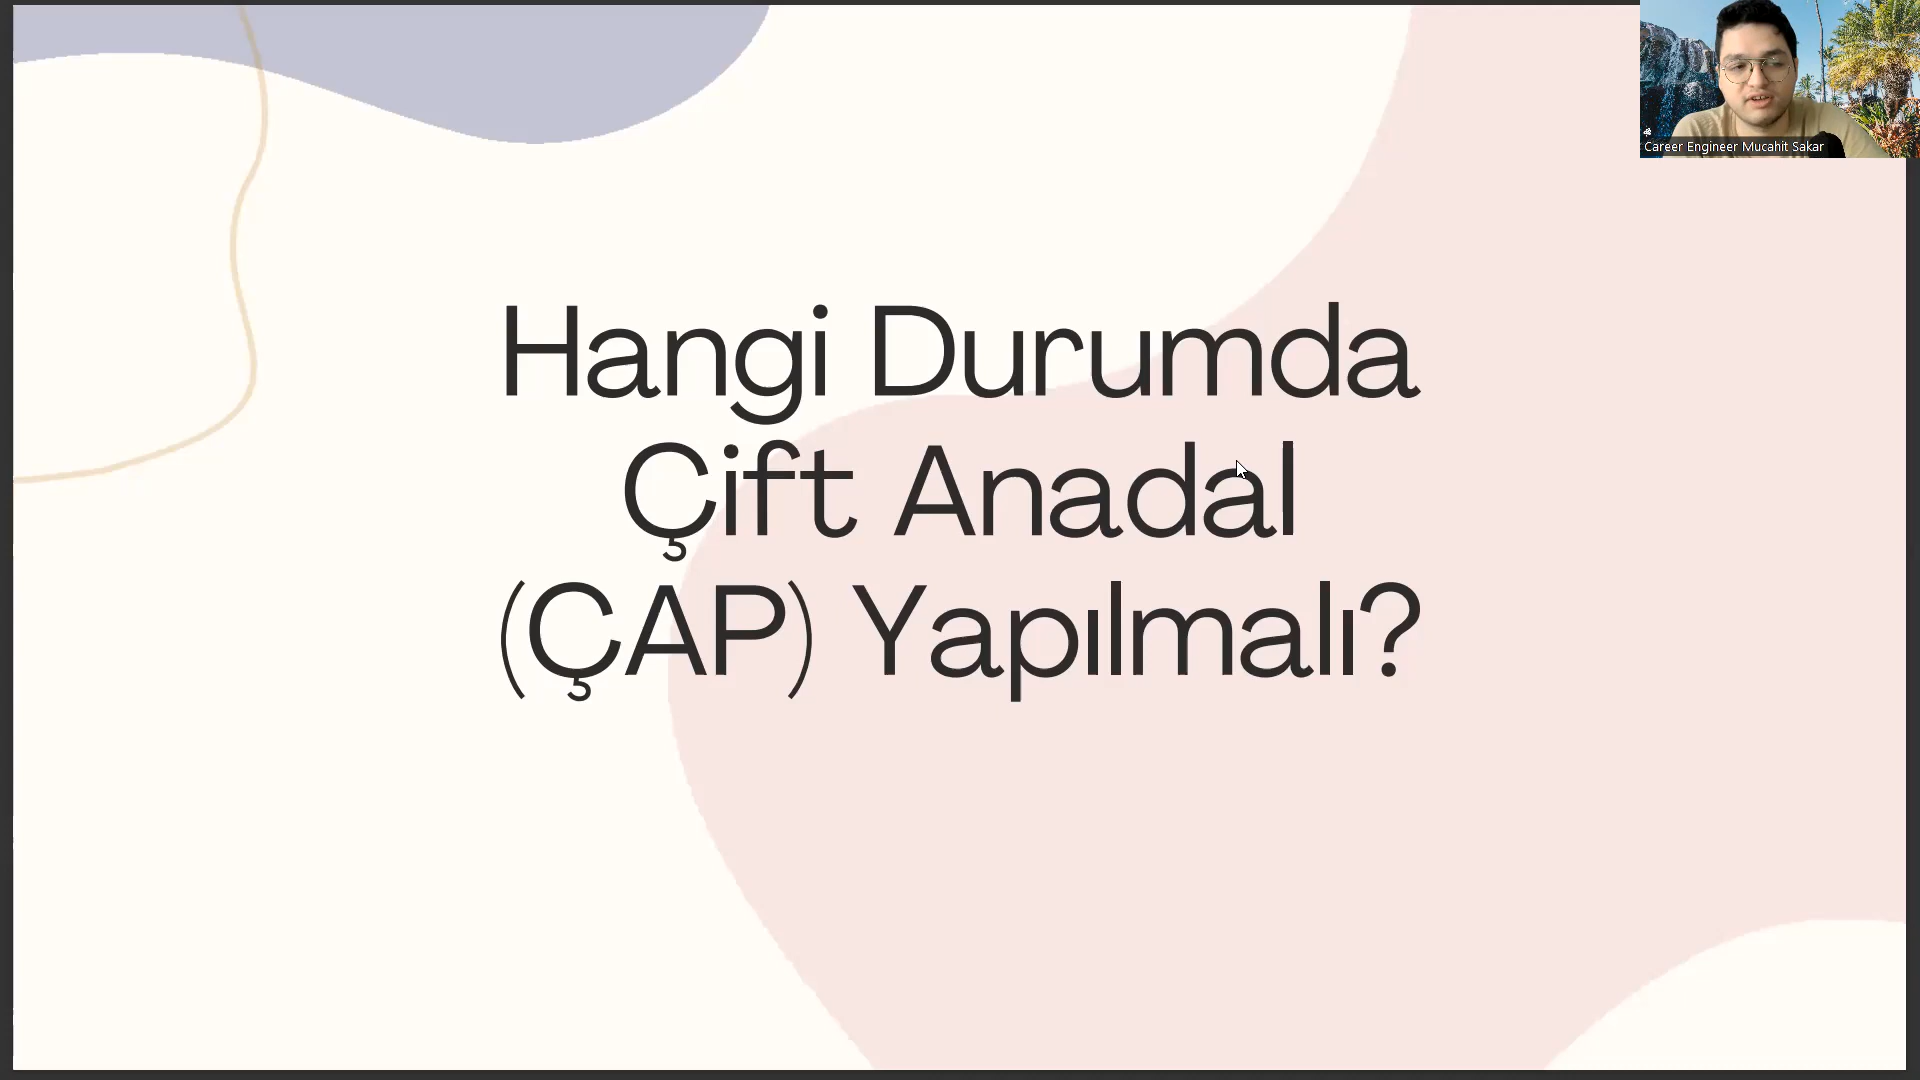 Career Engineer Mucahit Sakar
Hangi Durumda
Çift Anadal
(ÇAP) Yapılmalı?